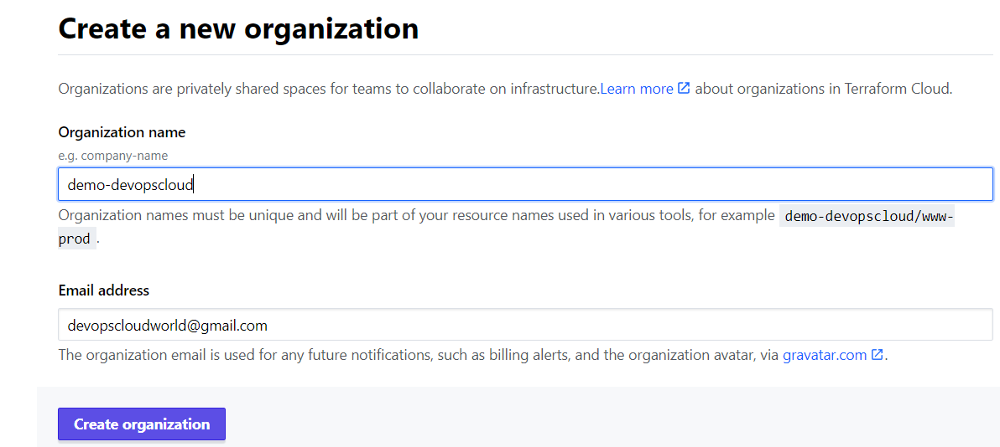 Create a new organization
Organizations are privately shared spaces for teams to collaborate on infrastructure.Learn more about organizations in Terraform Cloud.
Organization name
e.g. company-name
demo-devopscloud
Organization names must be unique and will be part of your resource names used in various tools, for example demo-devopscloud/www-
prod .
Email address
devopscloudworld@gmail.com
The organization email is used for any future notifications, such as billing alerts, and the organization avatar, via gravatar.com .
Create organization